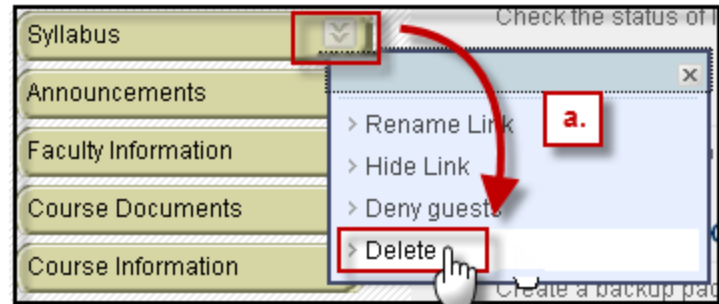 Check the status of
Syllabus
Announcements
Faculty Information
Course Documents
Course Information
a.
> Rename Link
> Hide Link
> Deny guests
> Delete
Create a backup